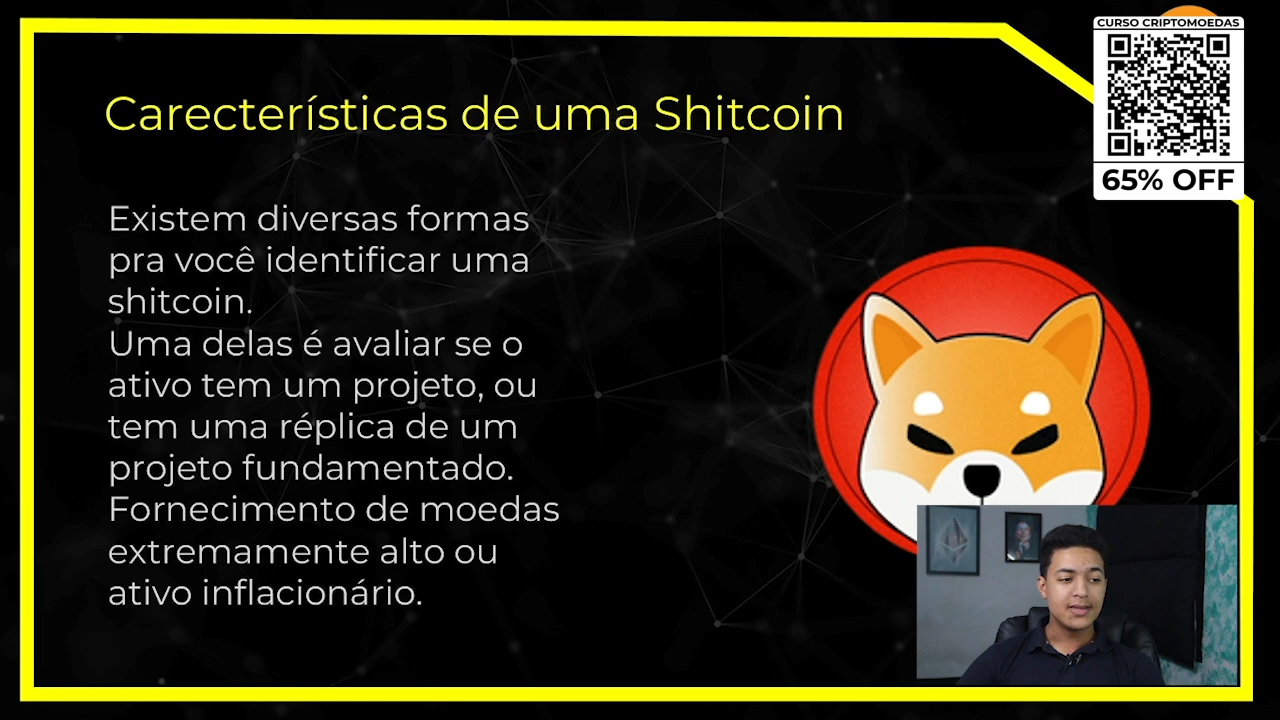 CURSO CRIPTOMOEDAS
65% OFF
Carecterísticas de uma Shitcoin
Existem diversas formas
pra você identificar uma
shitcoin.
Uma delas é avaliar se o
ativo tem um projeto, ou
tem uma réplica de um
projeto fundamentado.
Fornecimento de moedas
extremamente alto ou
ativo inflacionário.